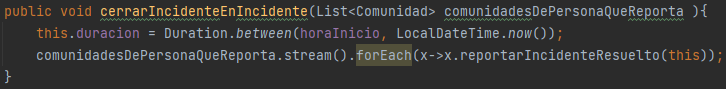 public void cerrarIncidenteEnIncidente(List<Comunidad> comunidadesDePersonaQueReporta ){
this.duracion = Duration.between(horaInicio, LocalDateTime.now());
comunidadesDePersonaQueReporta.stream().forEach(x->x.reportarIncidenteResuelto(this));
}